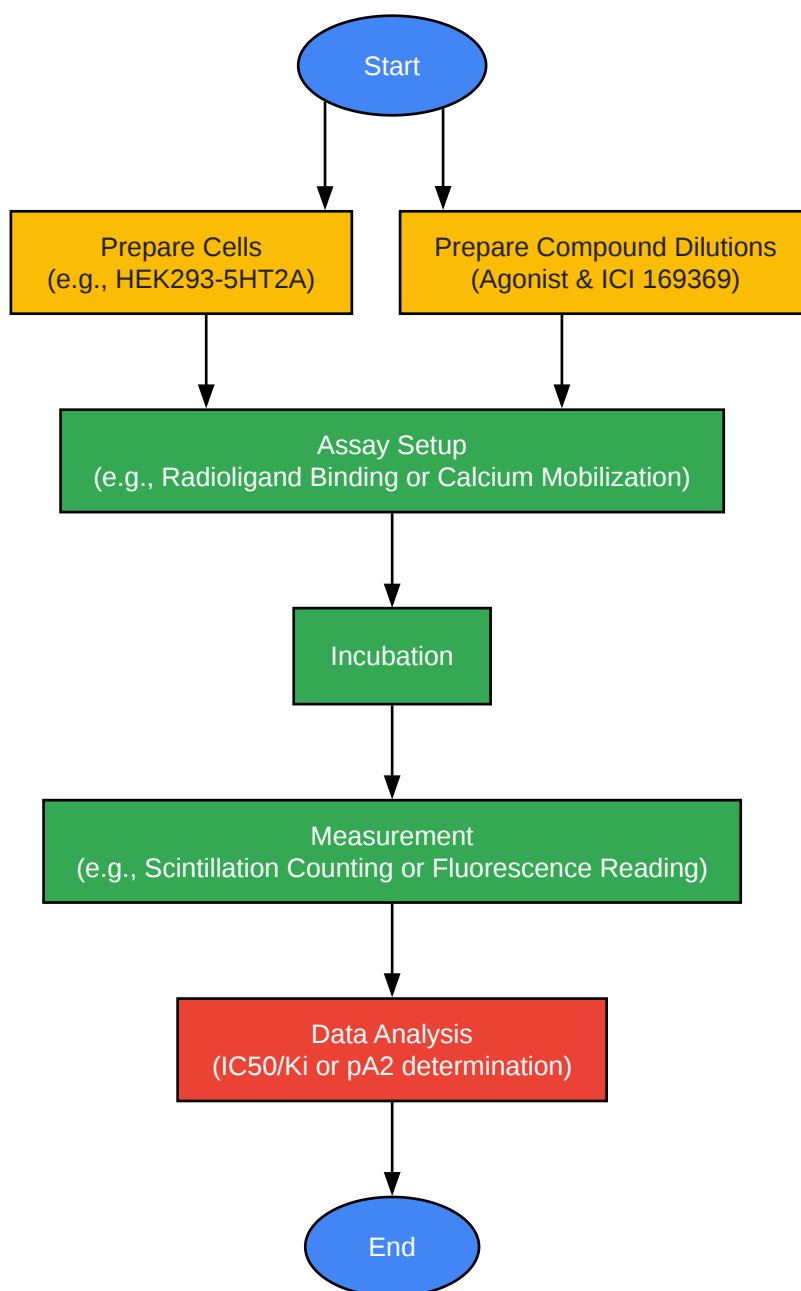 Start
Prepare Cells
(e.g., HEK293-5HT2A)
Prepare Compound Dilutions
(Agonist & ICI 169369)
Assay Setup
(e.g., Radioligand Binding or Calcium Mobilization)
Incubation
Measurement
(e.g., Scintillation Counting or Fluorescence Reading)
Data Analysis
(IC50/Ki or pA2 determination)
End